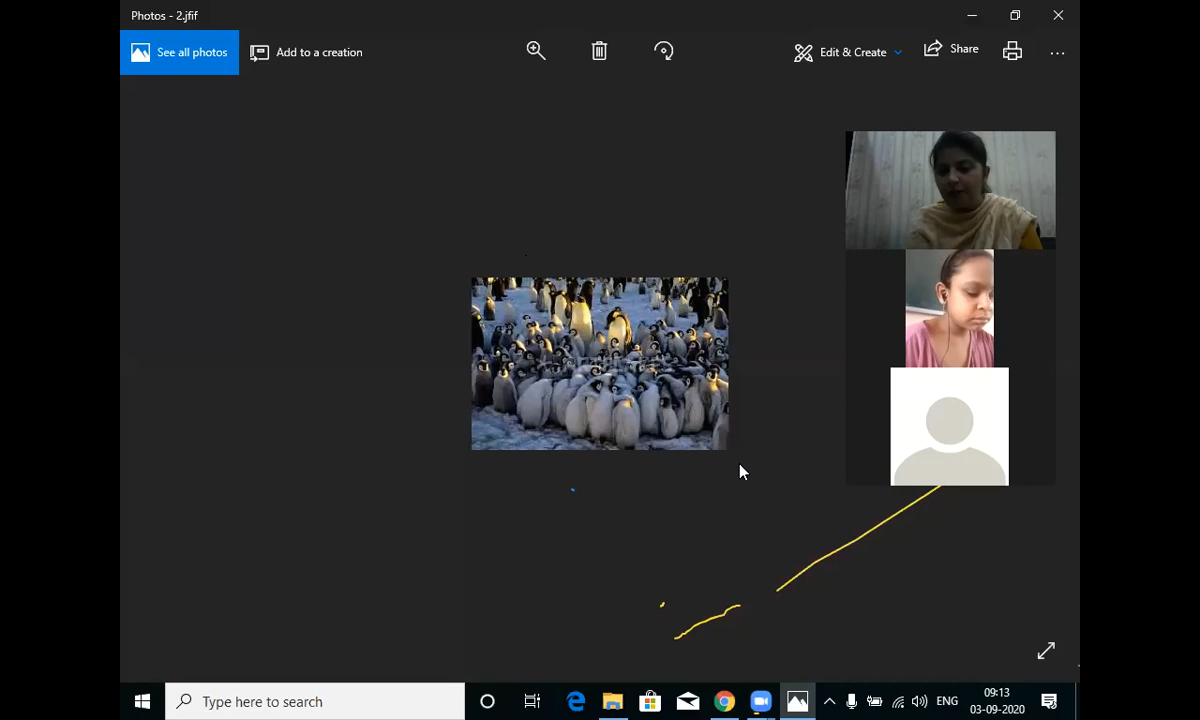 Photos - 2.jfif
See all photos
Add to a creation
Edit & Create
Share
Type here to search
ENG
09:13
03-09-2020